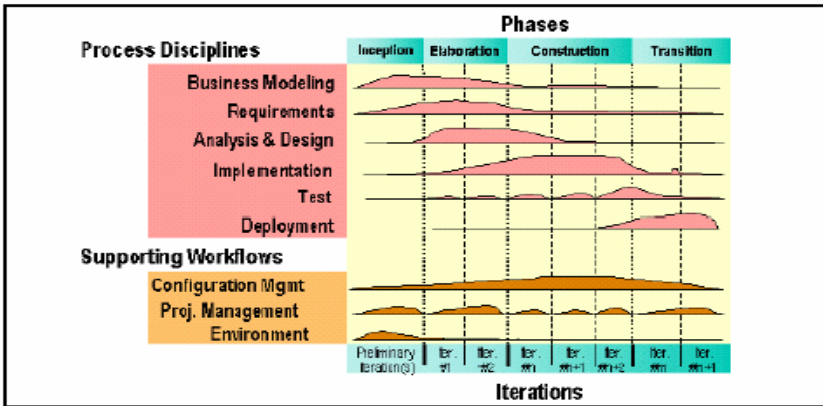 Phases
Process Disciplines
Inception Elaboration Construction Transition
Business Modeling
Requirements
Analysis & Design
Implementation
Test
Deployment
Supporting Workflows
Configuration Mgmt
Proj. Management
Environment
Preliminary Iter. Iter. Iter. Iter. Iter. Iter. Iter.
Iteration(s) #1 #2 #n #n+1 #n+2 #m #m+1
Iterations